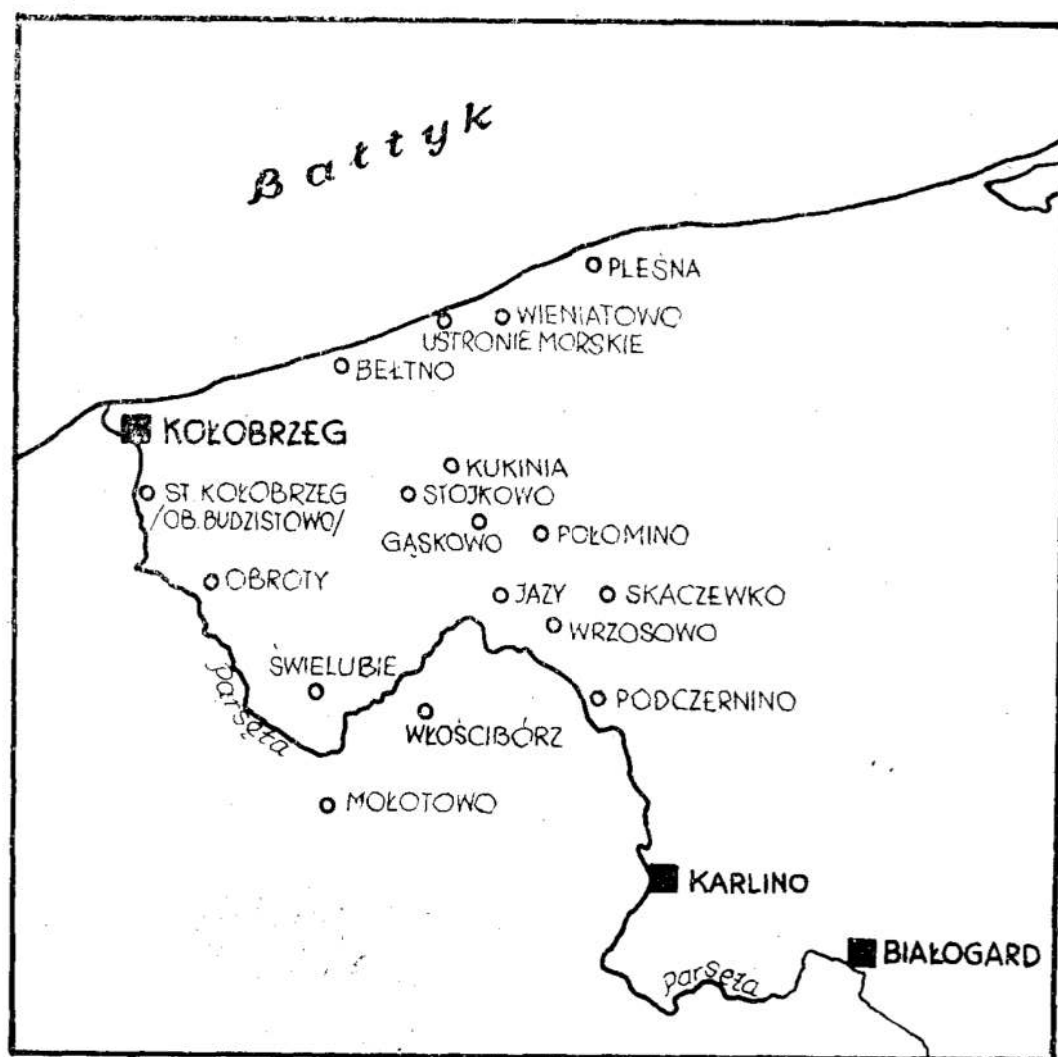 Bałtyk
PLEŚNA
WIENIATOWO
USTRONIE MORSKIE
BEŁTNO
KOŁOBRZEG
KUKINIA
ST. KOŁOBRZEG
/OB. BUDZISTOWO/
STOJKOWO
GĄSKOWO
POŁOMINO
OBROTY
JAZY
SKACZEWKO
WRZOSOWO
ŚWIELUBIE
Parsęta
PODCZERNINO
WŁOŚCIBÓRZ
MOŁOTOWO
KARLINO
BIAŁOGARD
Parsęta